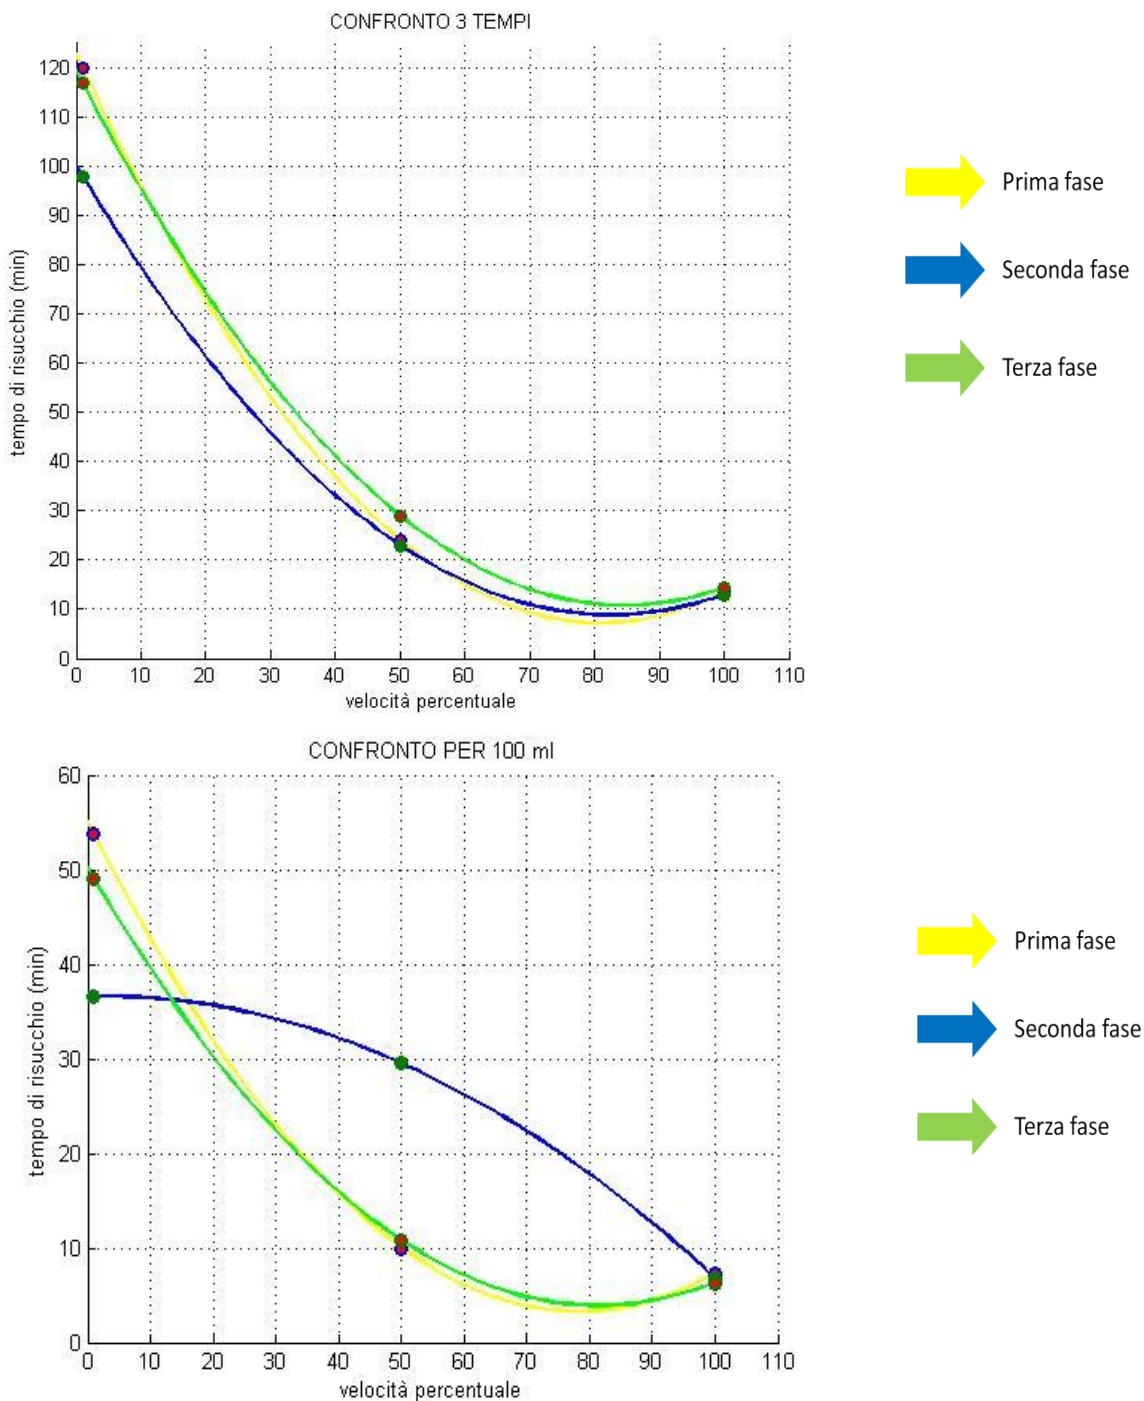 CONFRONTO 3 TEMPI
120
110
100
90
80
70
60
50
40
30
20
10
0
tempo di risucchio (min)
0 10 20 30 40 50 60 70 80 90 100 110
velocità percentuale
Prima fase
Seconda fase
Terza fase
CONFRONTO PER 100 ml
60
50
40
30
20
10
0
tempo di risucchio (min)
0 10 20 30 40 50 60 70 80 90 100 110
velocità percentuale
Prima fase
Seconda fase
Terza fase